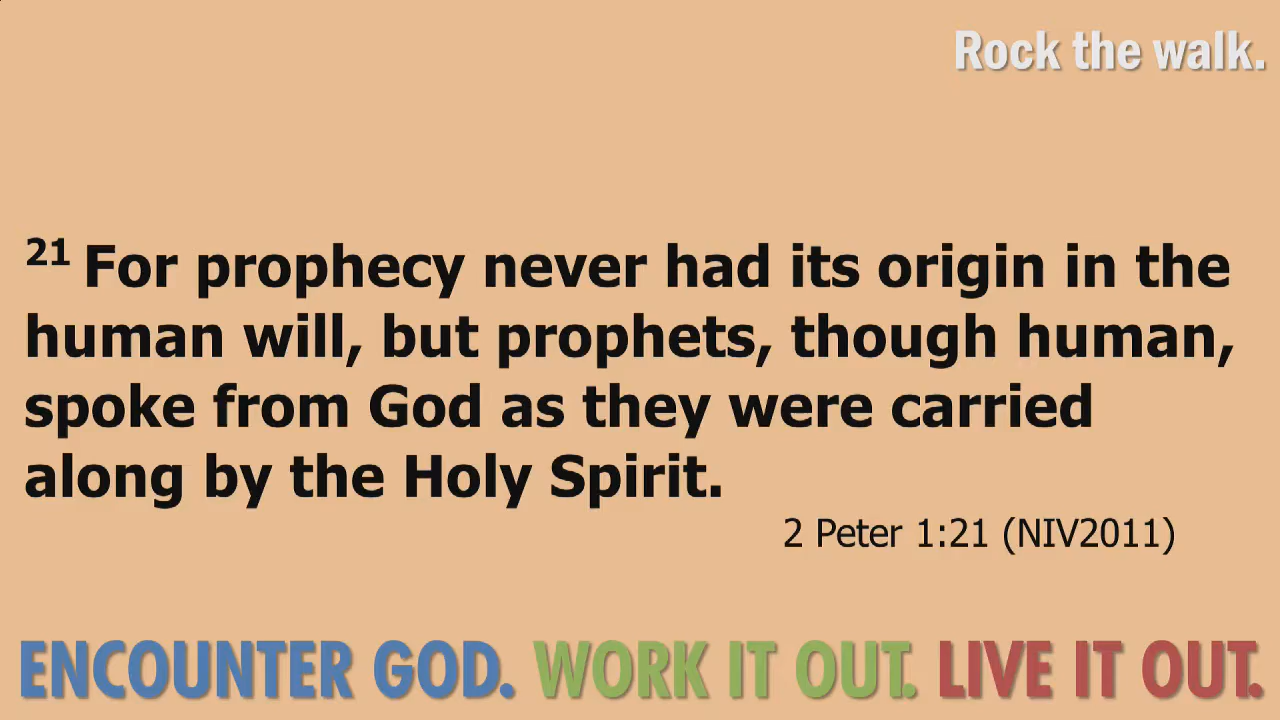 Rock the walk.
21 For prophecy never had its origin in the
human will, but prophets, though human,
spoke from God as they were carried
along by the Holy Spirit.
2 Peter 1:21 (NIV2011)
ENCOUNTER GOD. WORK IT OUT. LIVE IT OUT.